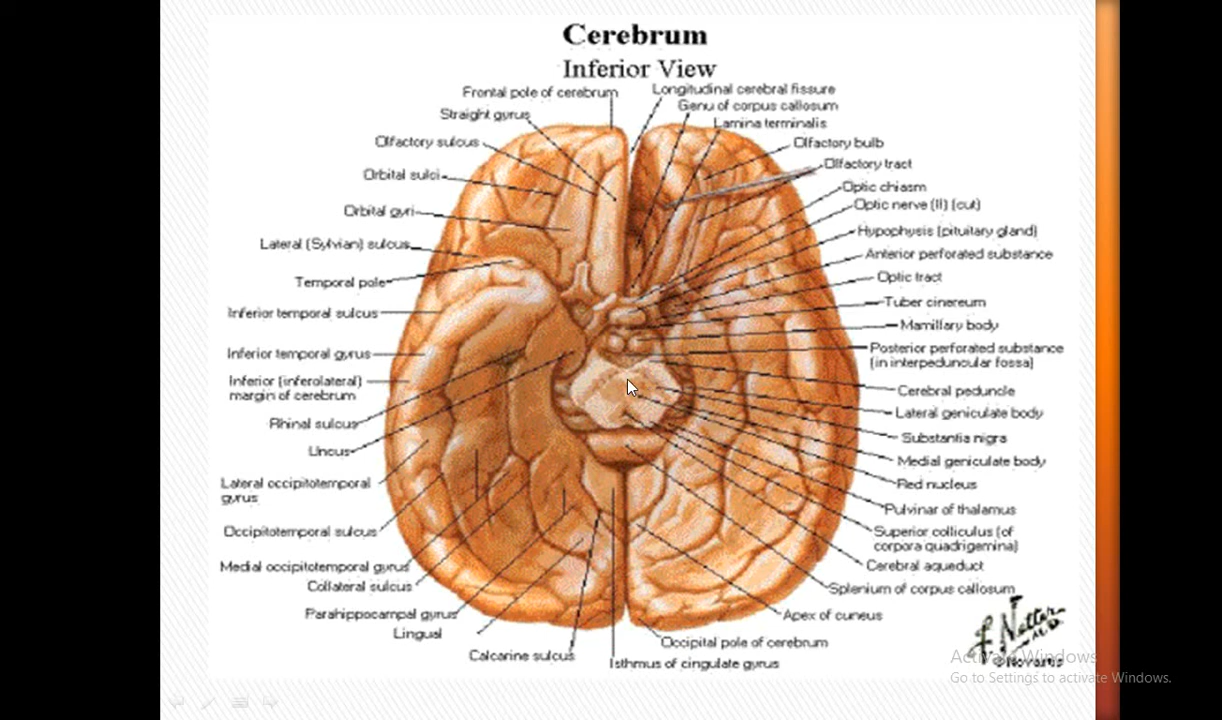 Cerebrum
Inferior View
Frontal pole of cerebrum
Straight gyrus
Olfactory sulcus
Orbital sulci
Orbital gyri
Lateral (Sylvian) sulcus
Temporal pole
Inferior temporal sulcus
Inferior temporal gyrus
Inferior (inferolateral)
margin of cerebrum
Rhinal sulcus
Uncus
Lateral occipitotemporal
gyrus
Occipitotemporal sulcus
Medial occipitotemporal gyrus
Collateral sulcus
Parahippocampal gyrus
Lingual
Calcarine sulcus
Isthmus of cingulate gyrus
Longitudinal cerebral fissure
Genu of corpus callosum
Lamina terminalis
Olfactory bulb
Olfactory tract
Optic chiasm
Optic nerve (II) (cut)
Hypophysis (pituitary gland)
Anterior perforated substance
Optic tract
Tuber cinereum
Mamillary body
Posterior perforated substance
(in interpeduncular fossa)
Cerebral peduncle
Lateral geniculate body
Substantia nigra
Medial geniculate body
Red nucleus
Pulvinar of thalamus
Superior colliculus (of
corpora quadrigemina)
Cerebral aqueduct
Splenium of corpus callosum
Apex of cuneus
Occipital pole of cerebrum
F. Netter M.D.
©Novartis
Activate Windows
Go to Settings to activate Windows.